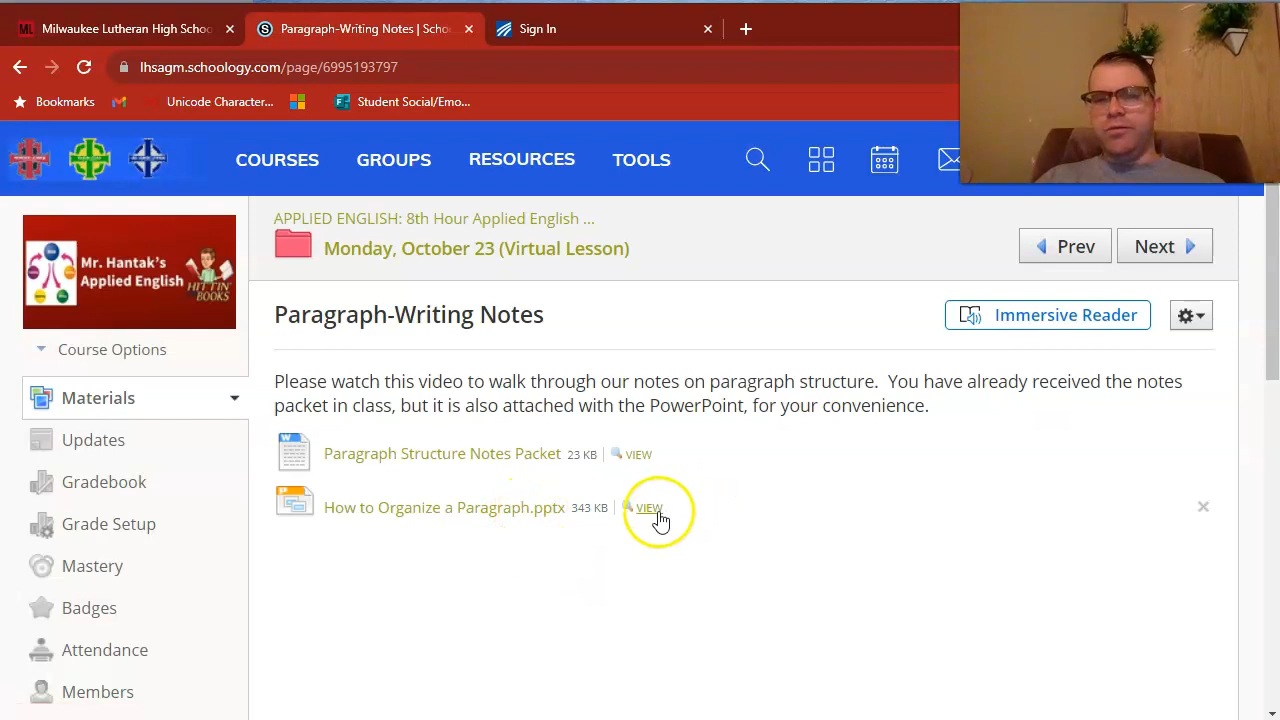 Milwaukee Lutheran High Schoo
Paragraph-Writing Notes | Scho
Sign In
lhsagm.schoology.com/page/6995193797
Bookmarks
Unicode Character...
Student Social/Emo...
COURSES
GROUPS
RESOURCES
TOOLS
Mr. Hantak's
Applied English
HITTIN'
BOOKS
Course Options
Materials
Updates
Gradebook
Grade Setup
Mastery
Badges
Attendance
Members
APPLIED ENGLISH: 8th Hour Applied English ...
Monday, October 23 (Virtual Lesson)
Prev
Next
Paragraph-Writing Notes
Immersive Reader
Please watch this video to walk through our notes on paragraph structure. You have already received the notes
packet in class, but it is also attached with the PowerPoint, for your convenience.
Paragraph Structure Notes Packet 23 KB VIEW
How to Organize a Paragraph.pptx 343 KB VIEW